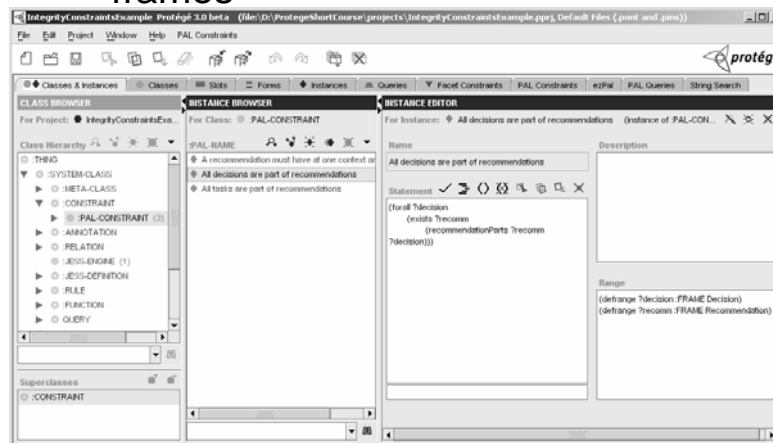 frames
IntegrityConstraintsExample Protégé 3.0 beta (file:\D:\ProtegeShortCourse\projects\IntegrityConstraintsExample.pprj, Default Files (.pont and .pins))
File Edit Project Window Help PAL Constraints
protég
Classes & Instances Classes Slots Forms Instances Queries Facet Constraints PAL Constraints ezPal PAL Queries String Search
CLASS BROWSER
For Project: IntegrityConstraintsExa...
Class Hierarchy
:THING
:SYSTEM-CLASS
:META-CLASS
:CONSTRAINT
:PAL-CONSTRAINT (3)
:ANNOTATION
:RELATION
:JESS-ENGINE (1)
:JESS-DEFINITION
:RULE
:FUNCTION
QUERY
Superclasses
:CONSTRAINT
INSTANCE BROWSER
For Class: :PAL-CONSTRAINT
:PAL-NAME
A recommendation must have at one context ar
All decisions are part of recommendations
All tasks are part of recommendations
INSTANCE EDITOR
For Instance: All decisions are part of recommendations (instance of :PAL-CON...
Name
All decisions are part of recommendations
Description
Statement
(forall ?decision
(exists ?recomm
(recommendationParts ?recomm
?decision)))
Range
(defrange ?decision :FRAME Decision)
(defrange ?recomm :FRAME Recommendation)